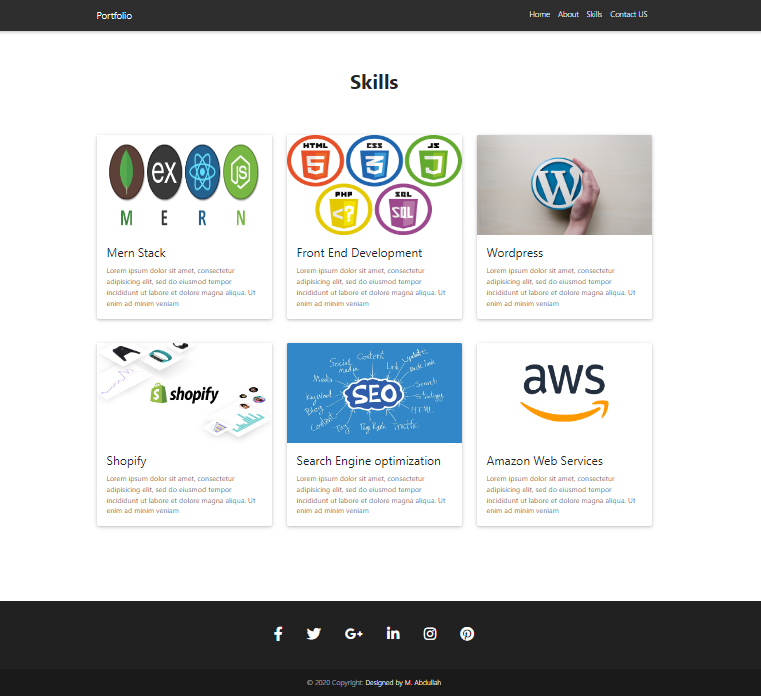 Portfolio
Home About Skills Contact US
Skills
ex JS
M E R N
HTML CSS JS
5 3
PHP SQL
<?
SQL
W
Mern Stack
Lorem ipsum dolor sit amet, consectetur
adipisicing elit, sed do eiusmod tempor
incididunt ut labore et dolore magna aliqua. Ut
enim ad minim veniam
Front End Development
Lorem ipsum dolor sit amet, consectetur
adipisicing elit, sed do eiusmod tempor
incididunt ut labore et dolore magna aliqua. Ut
enim ad minim veniam
Wordpress
Lorem ipsum dolor sit amet, consectetur
adipisicing elit, sed do eiusmod tempor
incididunt ut labore et dolore magna aliqua. Ut
enim ad minim veniam
shopify
Content
Social
media
Update
Link
Back link
Media
SEO
Search
Keyword
Blog
HTML
Content
Tag
Page Rank
Traffic
aws
Shopify
Lorem ipsum dolor sit amet, consectetur
adipisicing elit, sed do eiusmod tempor
incididunt ut labore et dolore magna aliqua. Ut
enim ad minim veniam
Search Engine optimization
Lorem ipsum dolor sit amet, consectetur
adipisicing elit, sed do eiusmod tempor
incididunt ut labore et dolore magna aliqua. Ut
enim ad minim veniam
Amazon Web Services
Lorem ipsum dolor sit amet, consectetur
adipisicing elit, sed do eiusmod tempor
incididunt ut labore et dolore magna aliqua. Ut
enim ad minim veniam
© 2020 Copyright: Designed by M. Abdullah